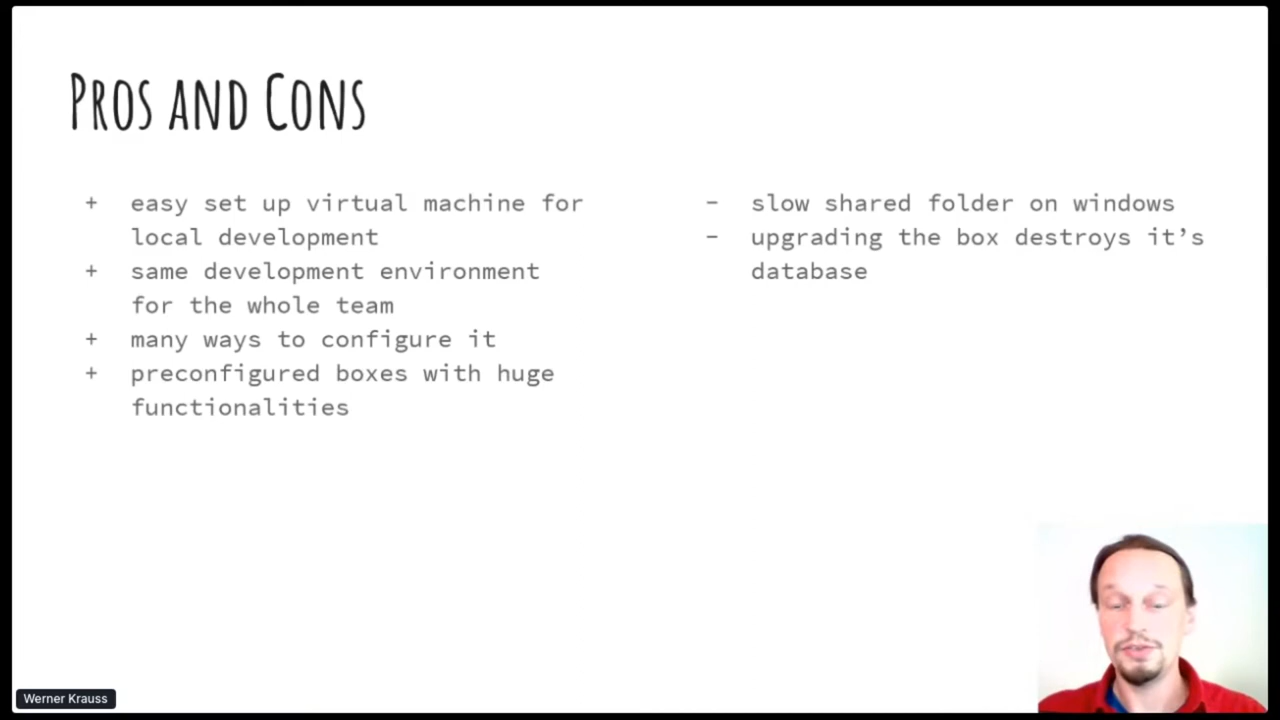 Pros and Cons
+ easy set up virtual machine for
local development
+ same development environment
for the whole team
+ many ways to configure it
+ preconfigured boxes with huge
functionalities
- slow shared folder on windows
- upgrading the box destroys it’s
database
Werner Krauss